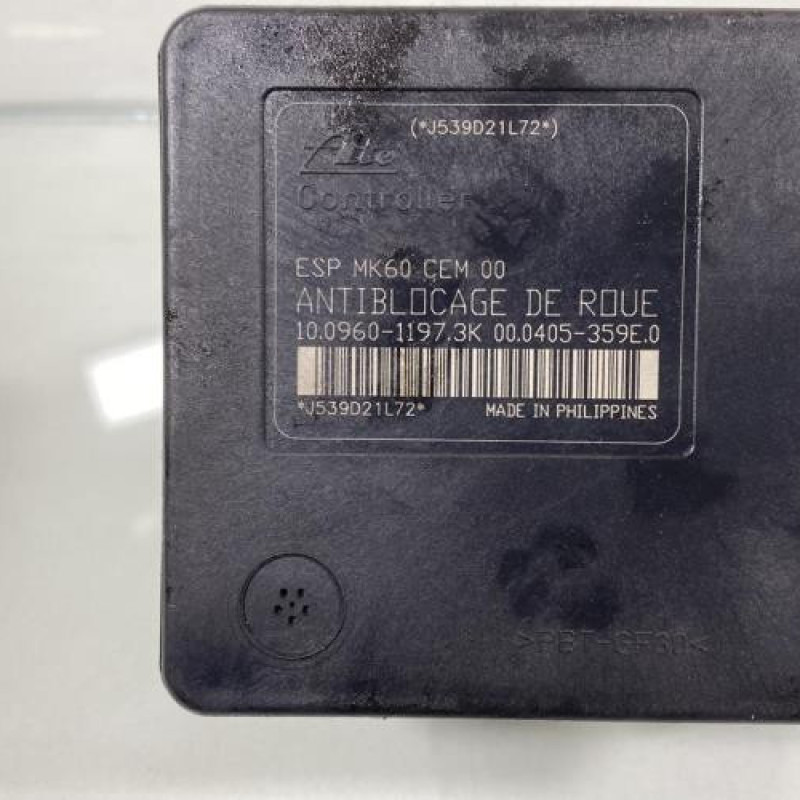 (*J539D21L72*)
Ate
Controller
ESP MK60 CEM 00
ANTIBLOCAGE DE ROUE
10.0960-1197.3K 00.0405-359E.0
*J539D21L72* MADE IN PHILIPPINES
>PBT-GF30<